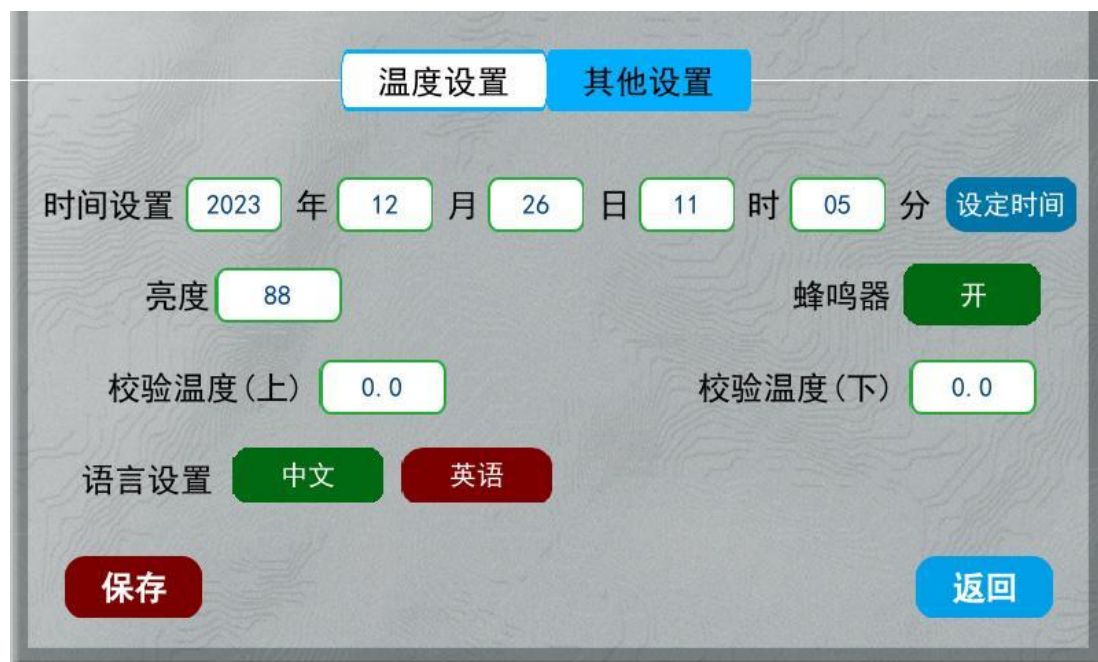 温度设置 其他设置
时间设置 2023 年 12 月 26 日 11 时 05 分 设定时间
亮度 88 蜂鸣器 开
校验温度(上) 0.0 校验温度(下) 0.0
语言设置 中文 英语
保存 返回